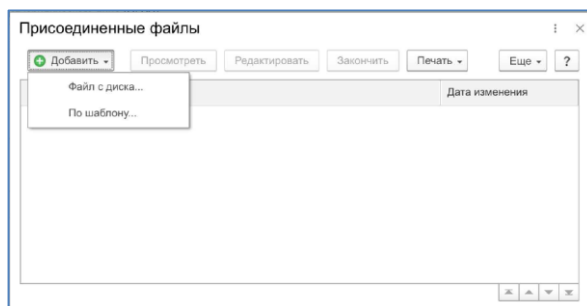 Присоединенные файлы
Добавить Просмотреть Редактировать Закончить Печать Еще ?
Файл с диска...
Дата изменения
По шаблону...